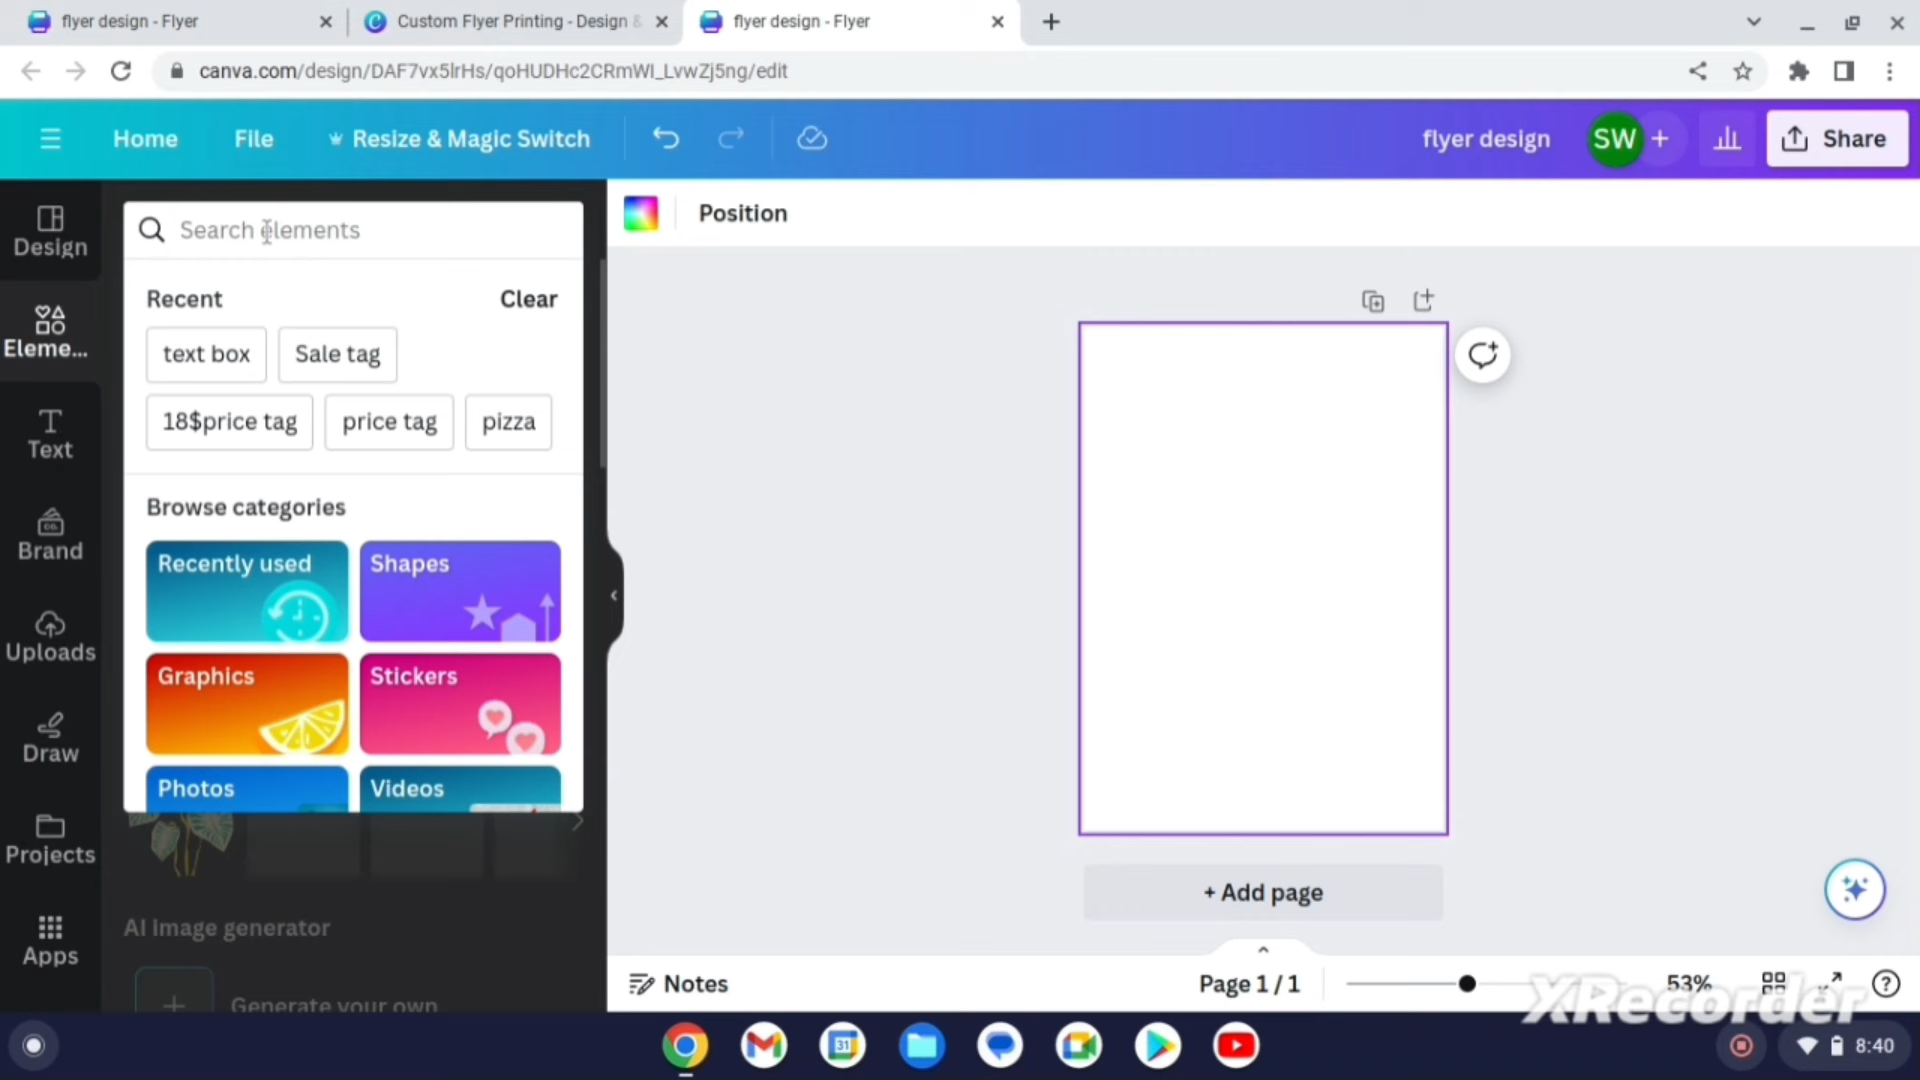 flyer design - Flyer
Custom Flyer Printing - Design &
flyer design - Flyer
canva.com/design/DAF7vx5lrHs/qoHUDHc2CRmWl_LvwZj5ng/edit
Home
File
Resize & Magic Switch
flyer design
SW
Share
Design
Search elements
Position
Recent
Clear
text box
Sale tag
18$price tag
price tag
pizza
Eleme...
Text
Brand
Uploads
Draw
Projects
Apps
Browse categories
Recently used
Shapes
Graphics
Stickers
Photos
Videos
AI image generator
Generate your own
+ Add page
Notes
Page 1 / 1
53%
XRecorder
31
8:40